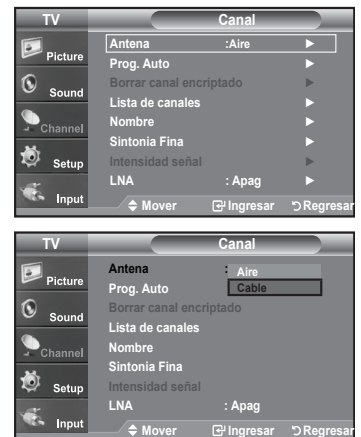 TV Canal
Picture
Sound
Channel
Setup
Input
Antena :Aire
Prog. Auto
Borrar canal encriptado
Lista de canales
Nombre
Sintonia Fina
Intensidad señal
LNA : Apag
Mover Ingresar Regresar
TV Canal
Picture
Sound
Channel
Setup
Input
Antena : Aire
Cable
Prog. Auto
Borrar canal encriptado
Lista de canales
Nombre
Sintonia Fina
Intensidad señal
LNA : Apag
Mover Ingresar Regresar